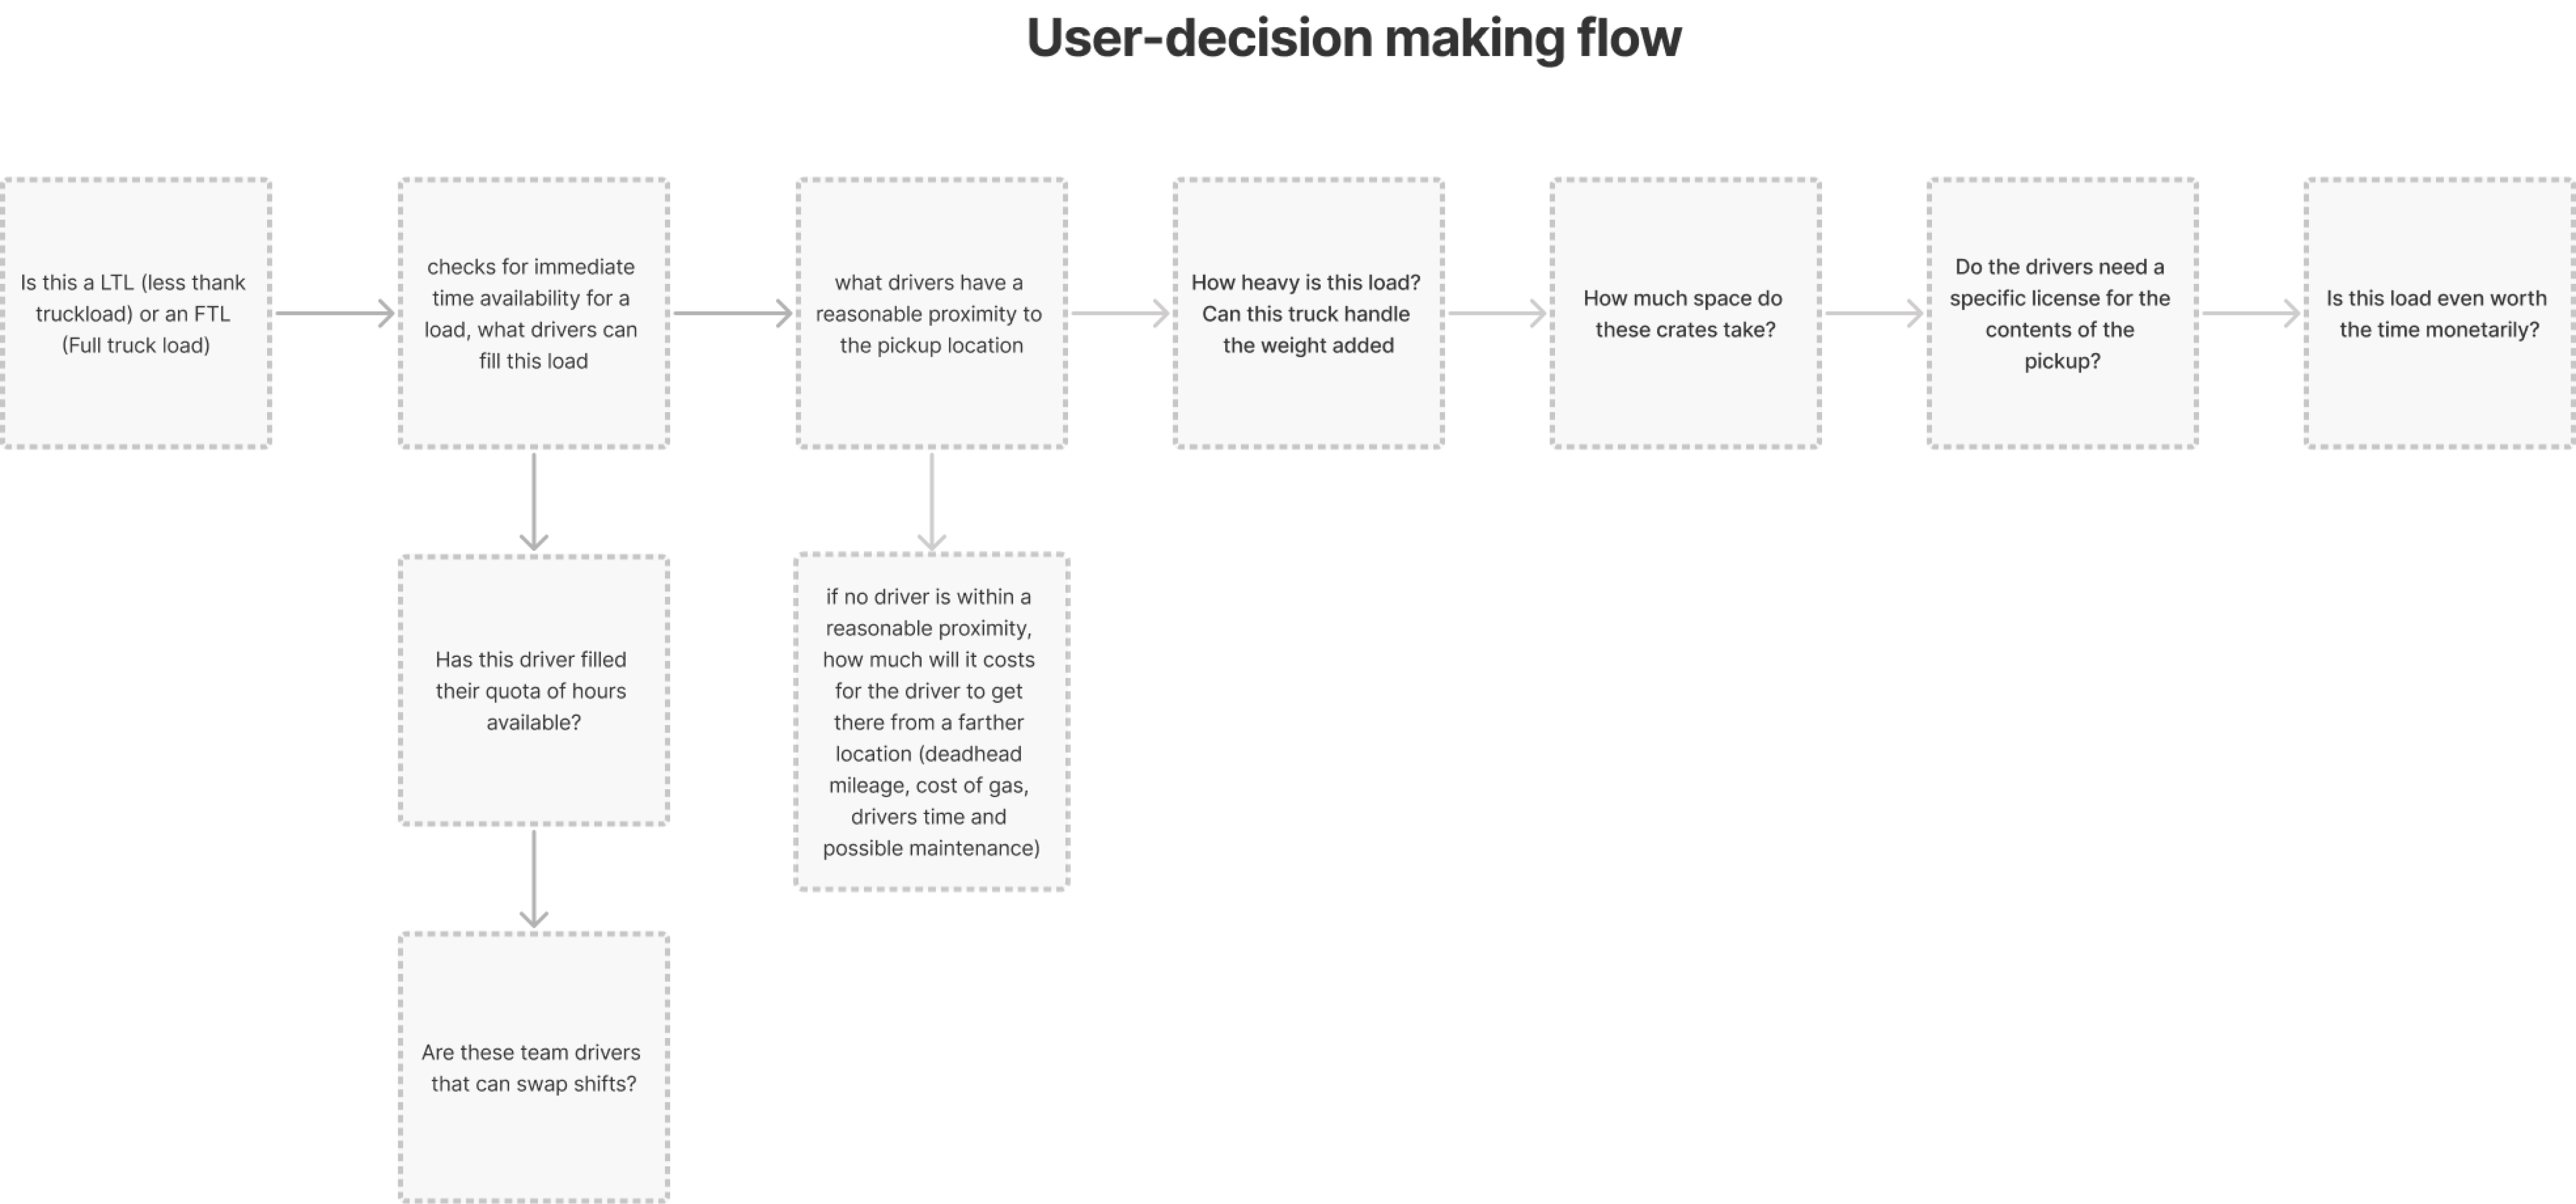 User-decision making flow
Is this a LTL (less thank
truckload) or an FTL
(Full truck load)
checks for immediate
time availability for a
load, what drivers can
fill this load
what drivers have a
reasonable proximity to
the pickup location
How heavy is this load?
Can this truck handle
the weight added
How much space do
these crates take?
Do the drivers need a
specific license for the
contents of the
pickup?
Is this load even worth
the time monetarily?
Has this driver filled
their quota of hours
available?
if no driver is within a
reasonable proximity,
how much will it costs
for the driver to get
there from a farther
location (deadhead
mileage, cost of gas,
drivers time and
possible maintenance)
Are these team drivers
that can swap shifts?